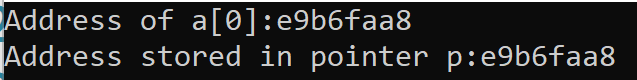 Address of a[0]:e9b6faa8
Address stored in pointer p:e9b6faa8